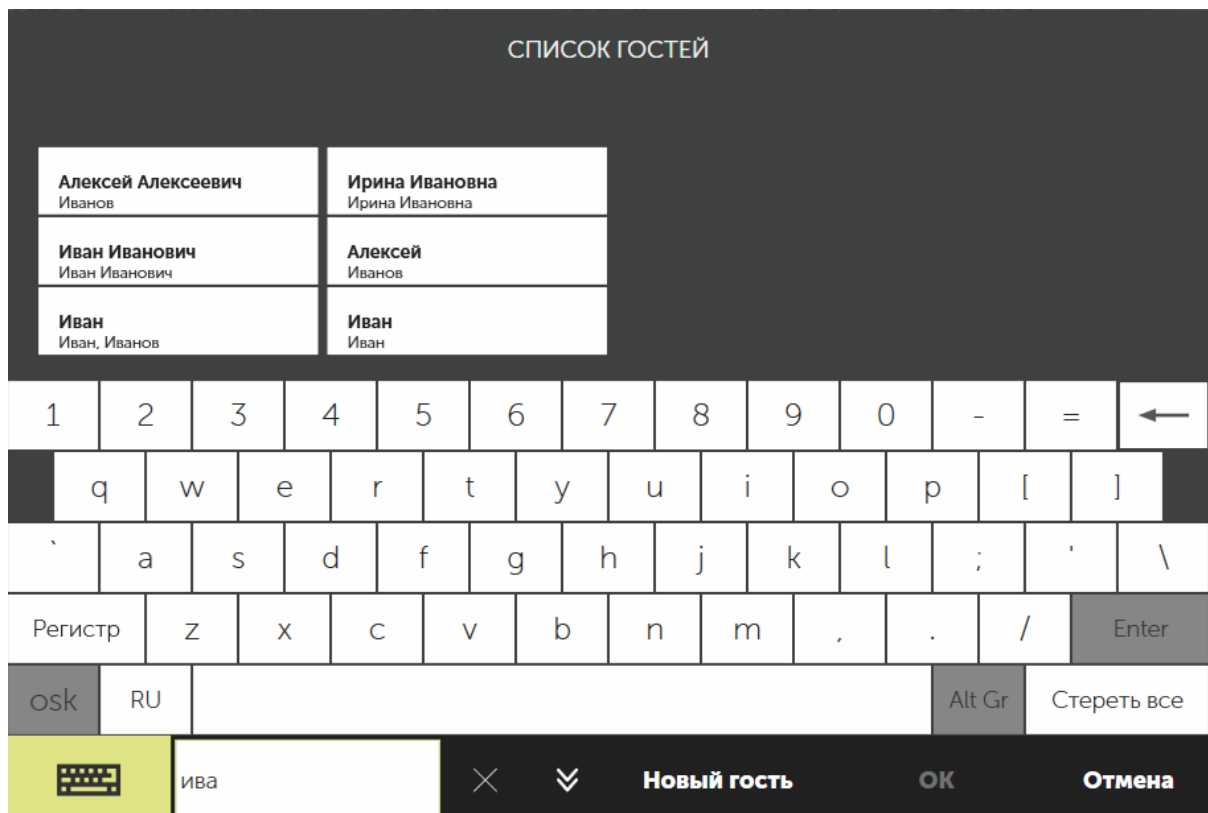 СПИСОК ГОСТЕЙ
Алексей Алексеевич
Иванов
Ирина Ивановна
Ирина Ивановна
Иван Иванович
Иван Иванович
Алексей
Иванов
Иван
Иван, Иванов
Иван
Иван
1 2 3 4 5 6 7 8 9 0 - =
q w e r t y u i o p [ ]
` a s d f g h j k l ; ' \
Регистр z x c v b n m , . / Enter
osk RU Alt Gr Стереть все
ива Новый гость ОК Отмена